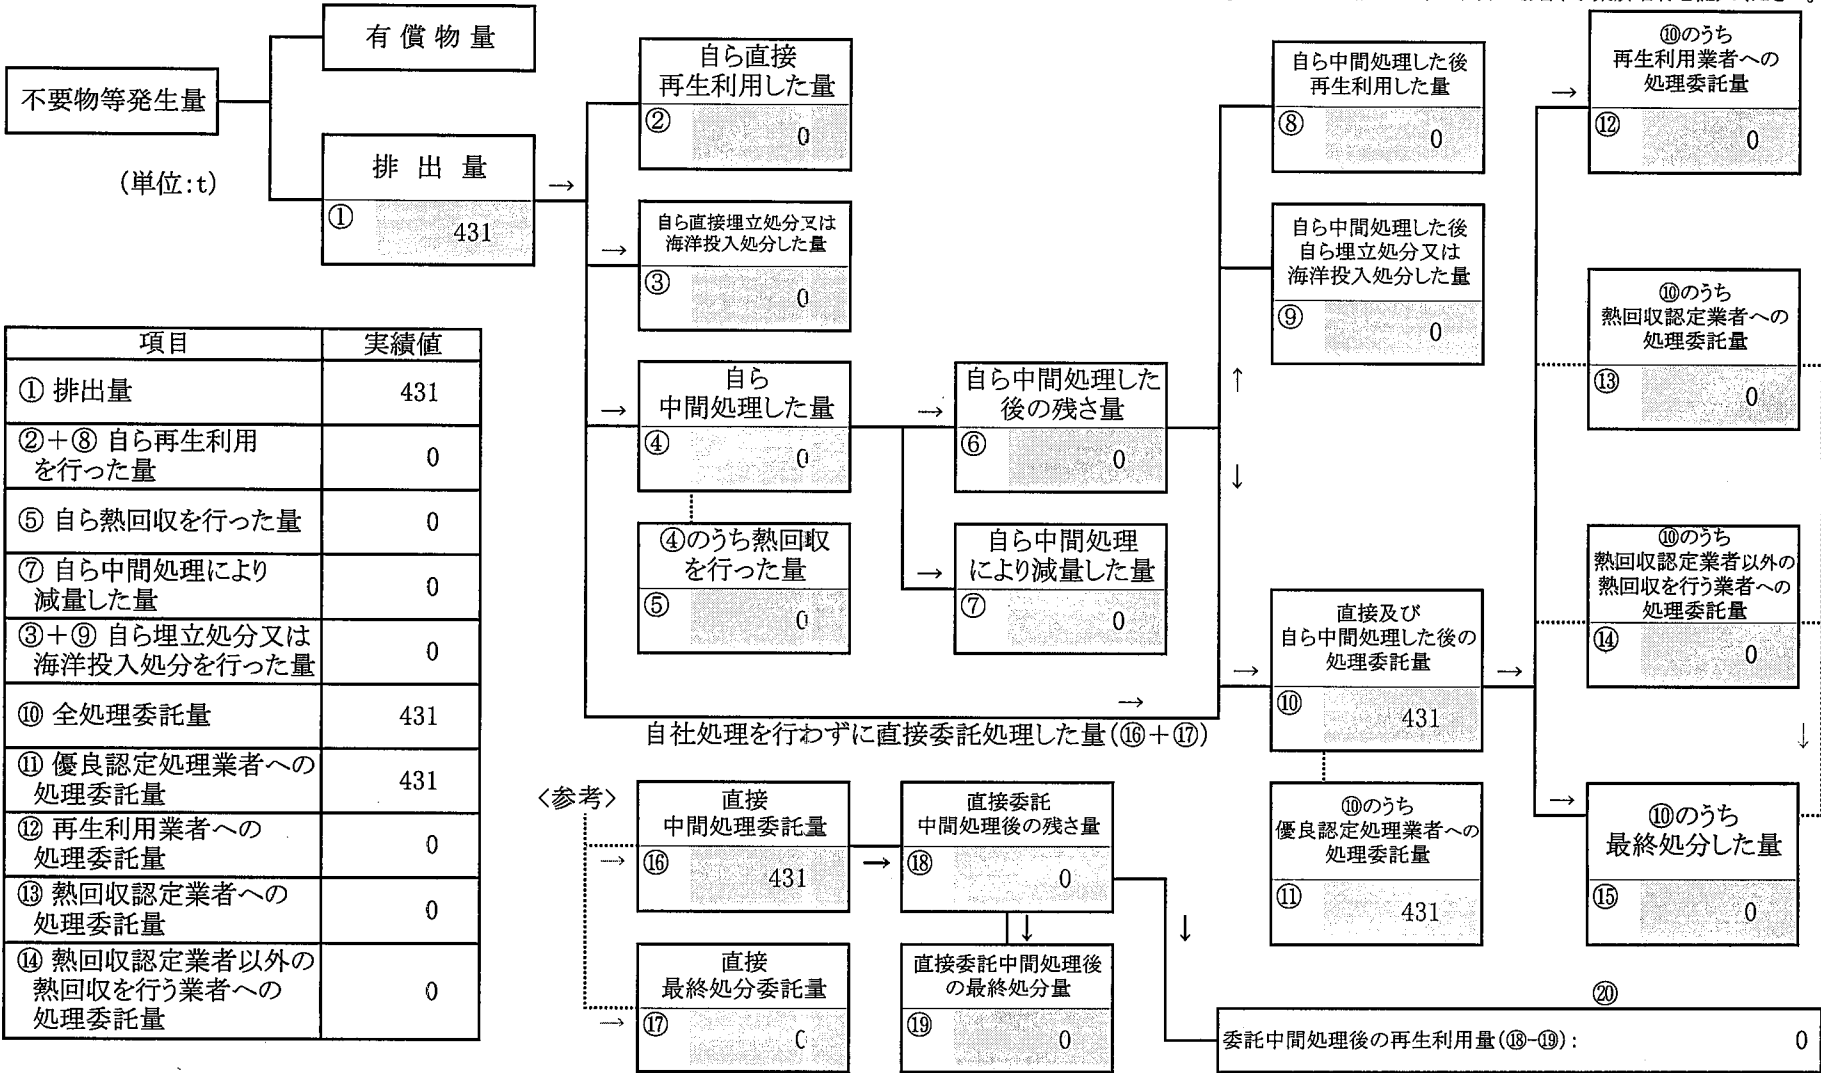 不要物等発生量
(単位:t)
有償物量
排出量
①
431
→
自ら直接
再生利用した量
②
0
→
自ら直接埋立処分又は
海洋投入処分した量
③
0
→
自ら
中間処理した量
④
0
④のうち熱回収
を行った量
⑤
0
→
自ら中間処理した
後の残さ量
⑥
0
→
自ら中間処理
により減量した量
⑦
0
自ら中間処理した後
再生利用した量
⑧
0
自ら中間処理した後
自ら埋立処分又は
海洋投入処分した量
⑨
0
↑
↓
→
自社処理を行わずに直接委託処理した量(⑯+⑰)
→
直接及び
自ら中間処理した後の
処理委託量
⑩
431
⑩のうち
優良認定処理業者への
処理委託量
⑪
431
→
→
⑩のうち
再生利用業者への
処理委託量
⑫
0
⑩のうち
熱回収認定業者への
処理委託量
⑬
0
⑩のうち
熱回収認定業者以外の
熱回収を行う業者への
処理委託量
⑭
0
↓
→
⑩のうち
最終処分した量
⑮
0
項目 実績値
① 排出量 431
②+⑧ 自ら再生利用
を行った量 0
⑤ 自ら熱回収を行った量 0
⑦ 自ら中間処理により
減量した量 0
③+⑨ 自ら埋立処分又は
海洋投入処分を行った量 0
⑩ 全処理委託量 431
⑪ 優良認定処理業者への
処理委託量 431
⑫ 再生利用業者への
処理委託量 0
⑬ 熱回収認定業者への
処理委託量 0
⑭ 熱回収認定業者以外の
熱回収を行う業者への
処理委託量 0
〈参考〉
→
直接
中間処理委託量
⑯
431
→
直接委託
中間処理後の残さ量
⑱
0
→
直接
最終処分委託量
⑰
0
↓
直接委託中間処理後
の最終処分量
⑲
0
↓
⑳
委託中間処理後の再生利用量(⑱-⑲): 0